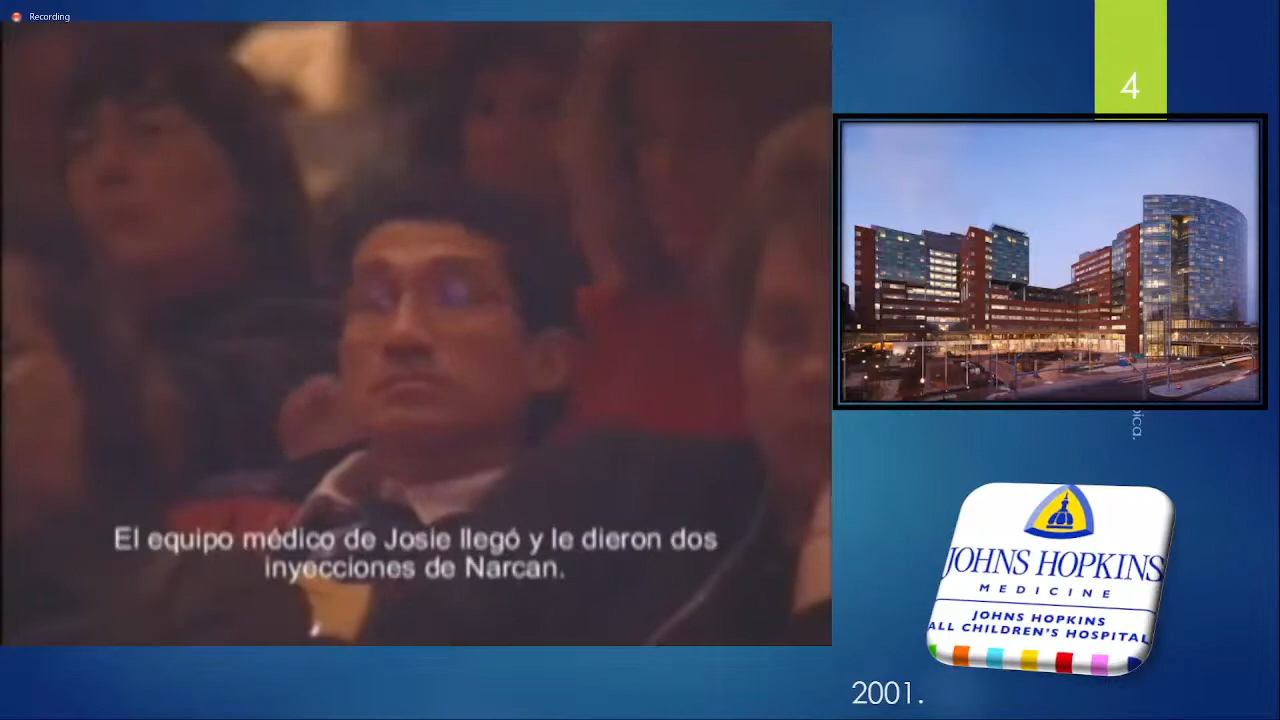 Recording
4
El equipo médico de Josie llegó y le dieron dos
inyecciones de Narcan.
JOHNS HOPKINS
MEDICINE
JOHNS HOPKINS
ALL CHILDREN'S HOSPITAL
2001.